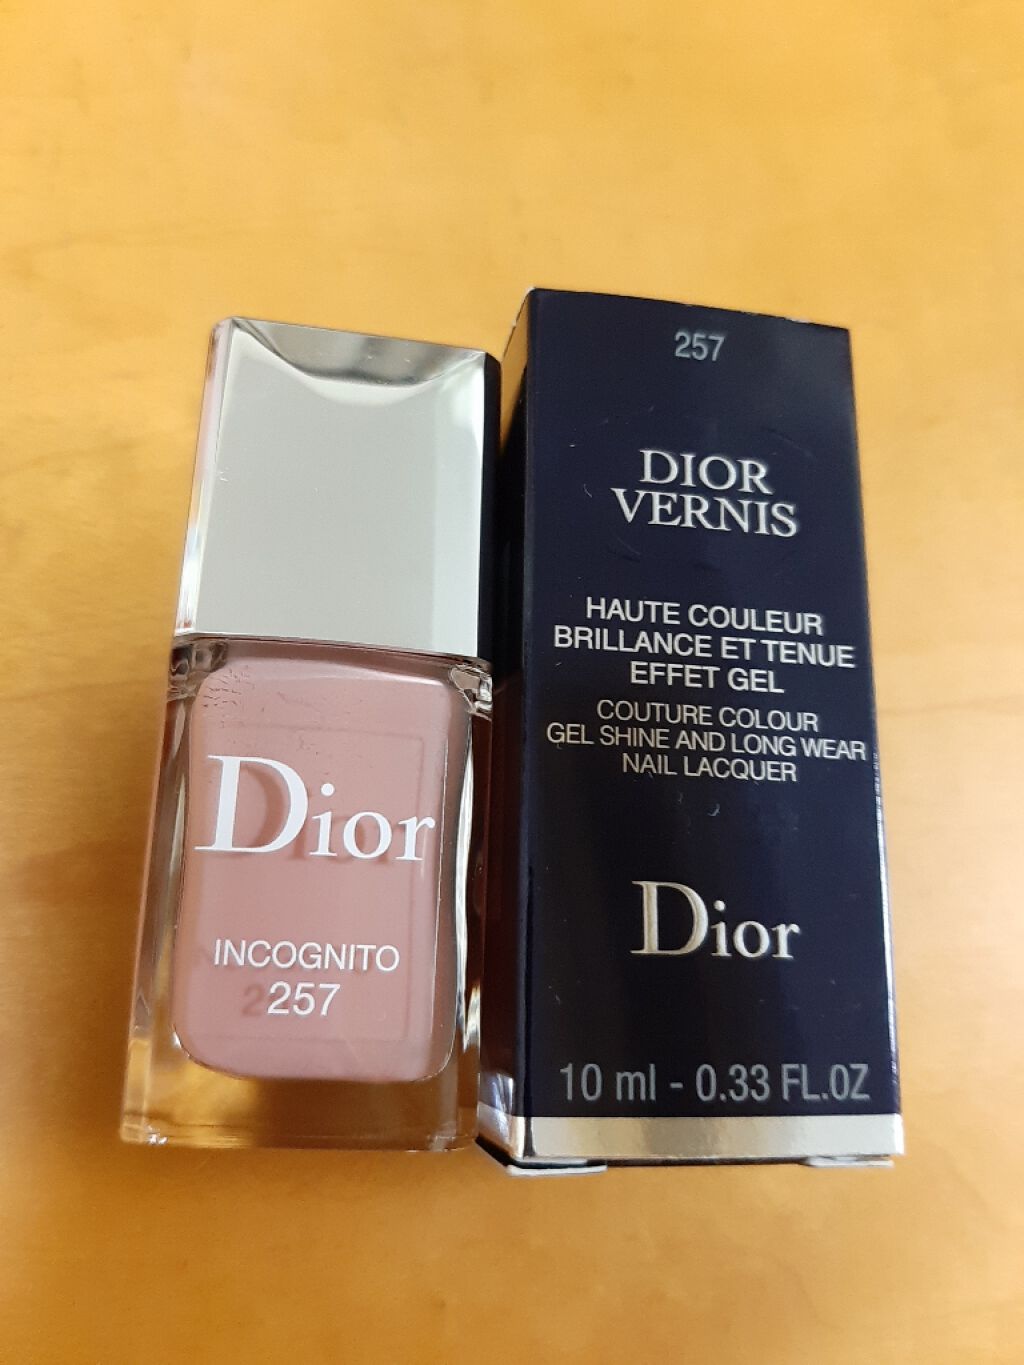 Dior
INCOGNITO
257
257
DIOR
VERNIS
HAUTE COULEUR
BRILLANCE ET TENUE
EFFET GEL
COUTURE COLOUR
GEL SHINE AND LONG WEAR
NAIL LACQUER
Dior
10 ml - 0.33 FL.OZ